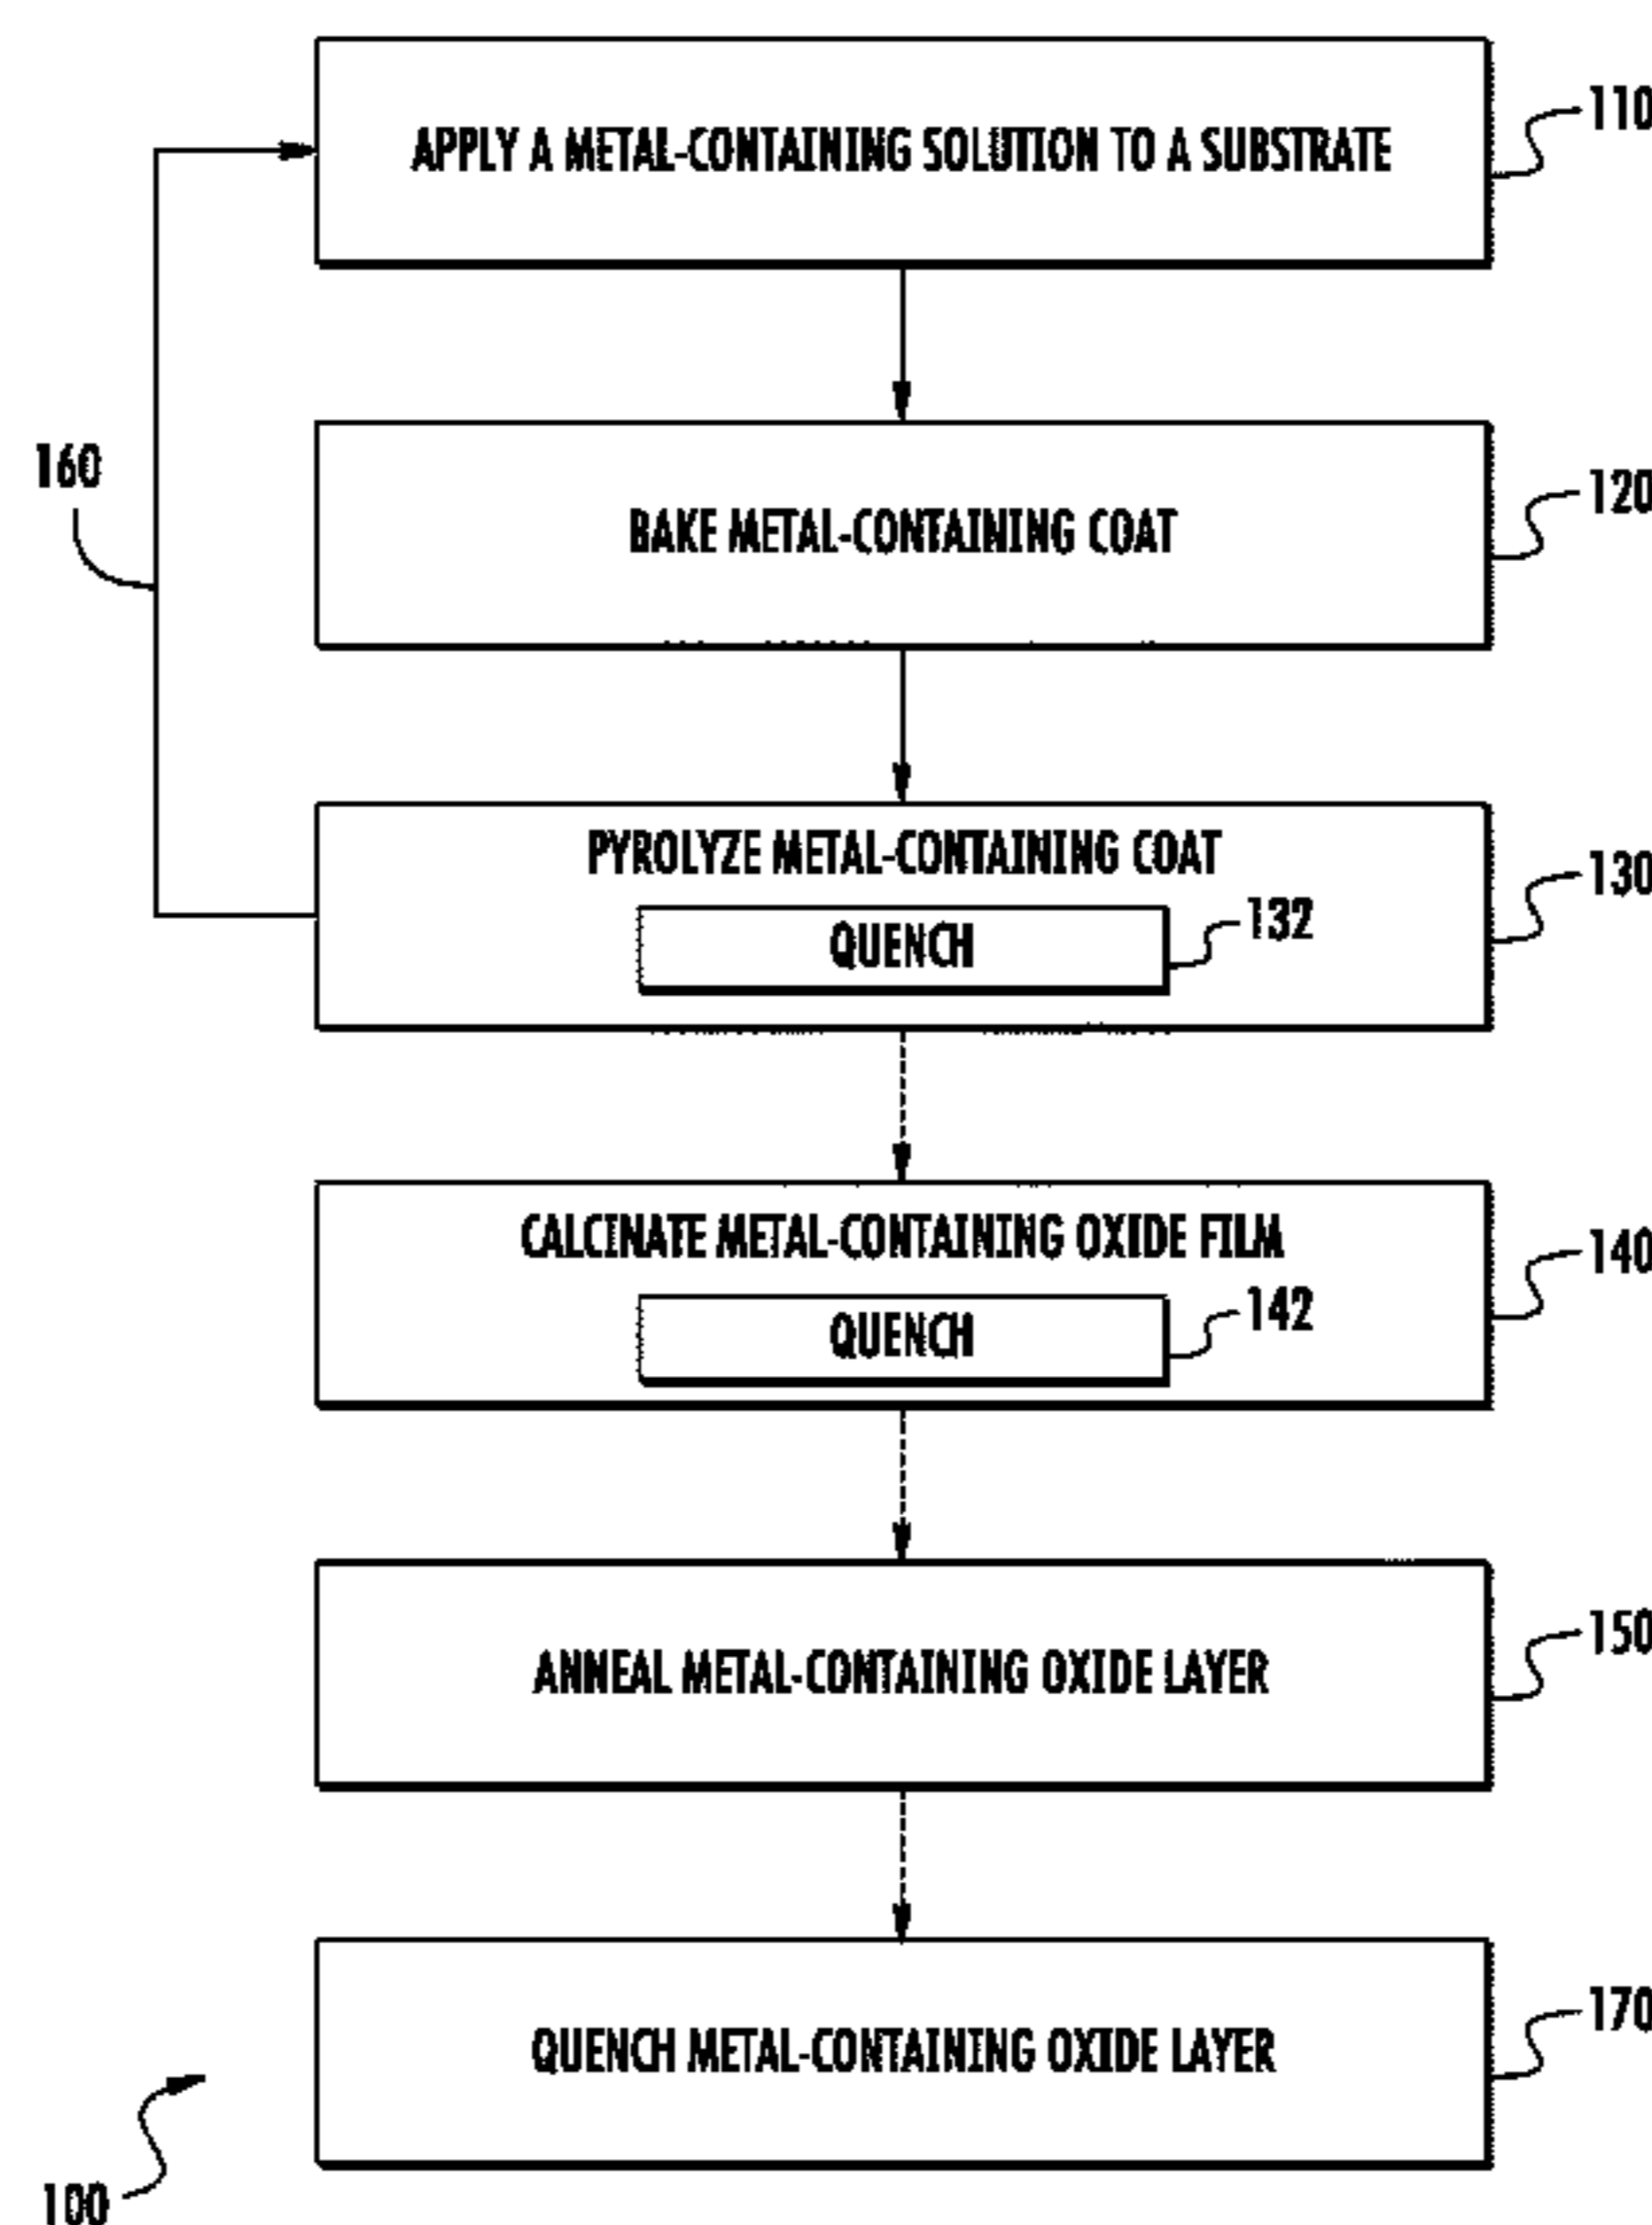 APPLY A METAL-CONTAINING SOLUTION TO A SUBSTRATE
110
160
BAKE METAL-CONTAINING COAT
120
PYROLYZE METAL-CONTAINING COAT
130
QUENCH
132
CALCINATE METAL-CONTAINING OXIDE FILM
140
QUENCH
142
ANNEAL METAL-CONTAINING OXIDE LAYER
150
QUENCH METAL-CONTAINING OXIDE LAYER
170
100